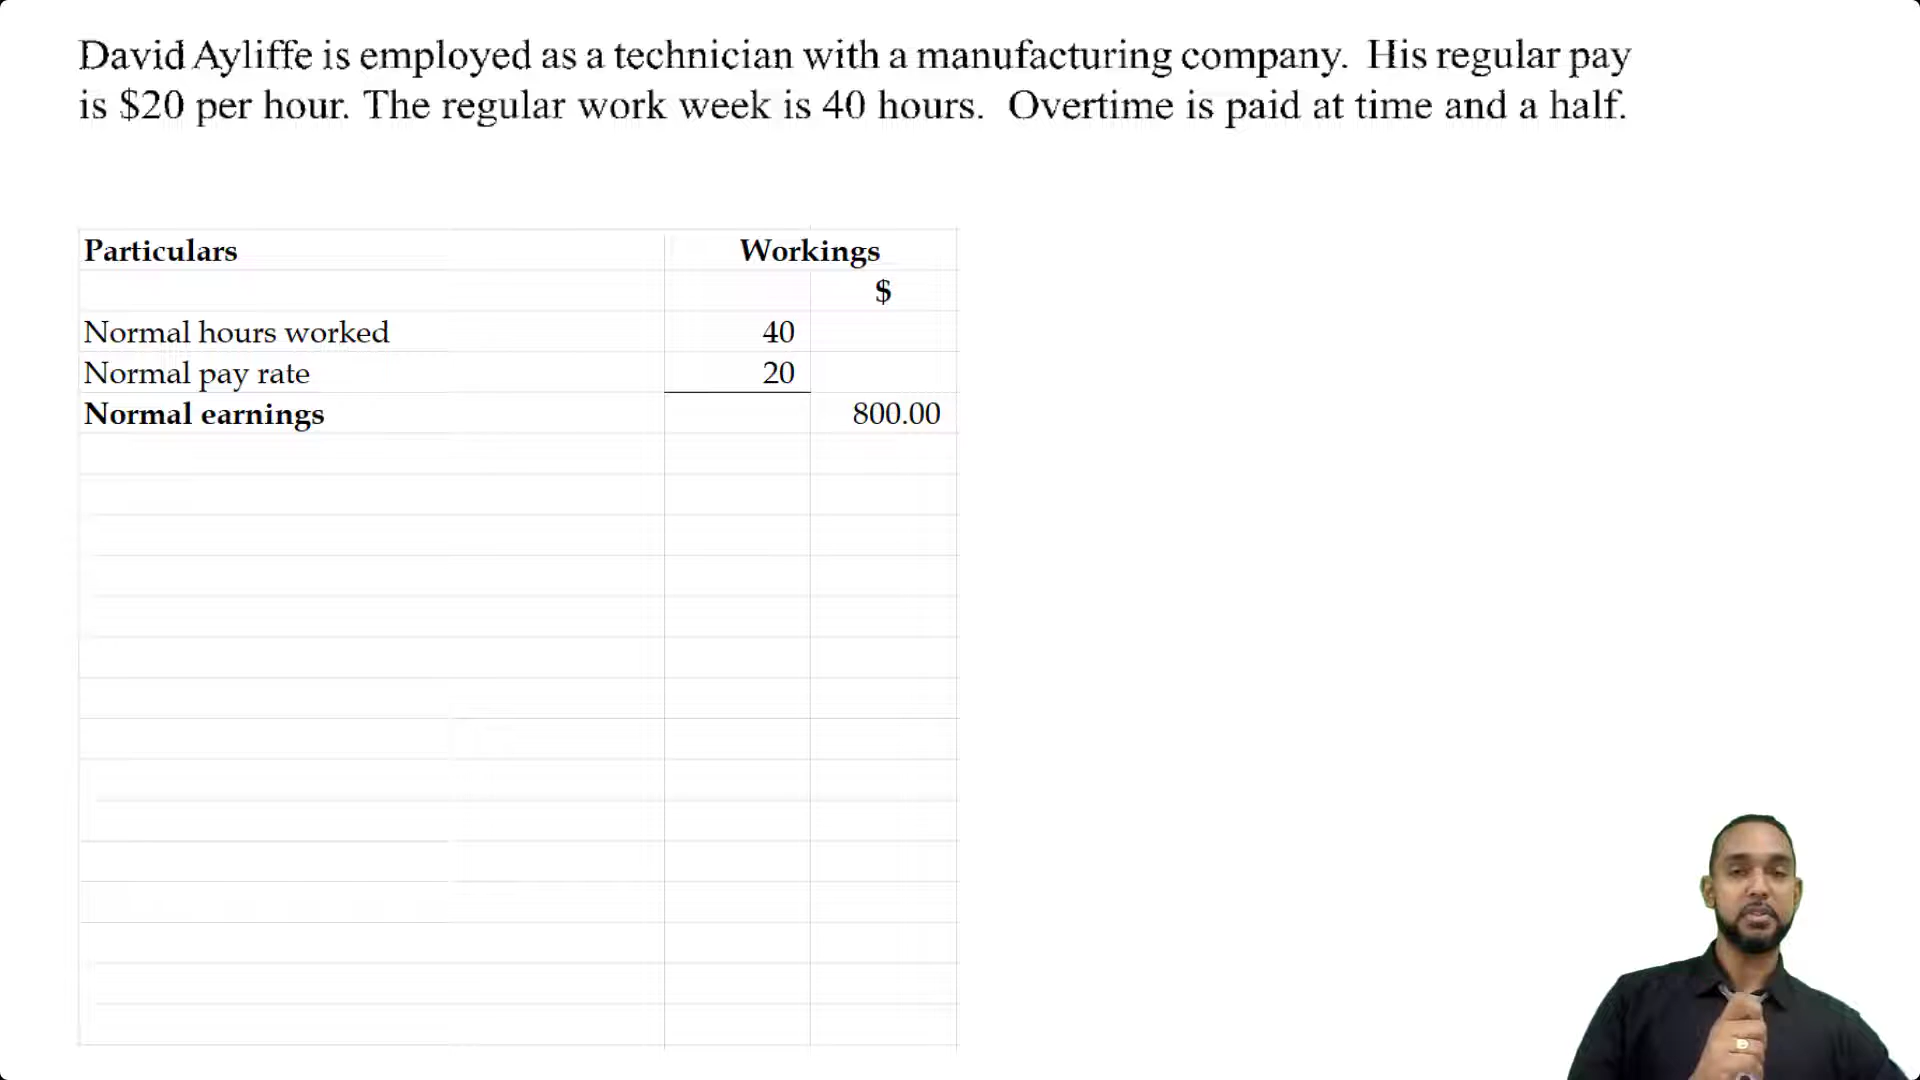 David Ayliffe is employed as a technician with a manufacturing company. His regular pay
is $20 per hour. The regular work week is 40 hours. Overtime is paid at time and a half.
Particulars Workings
$
Normal hours worked 40
Normal pay rate 20
Normal earnings 800.00